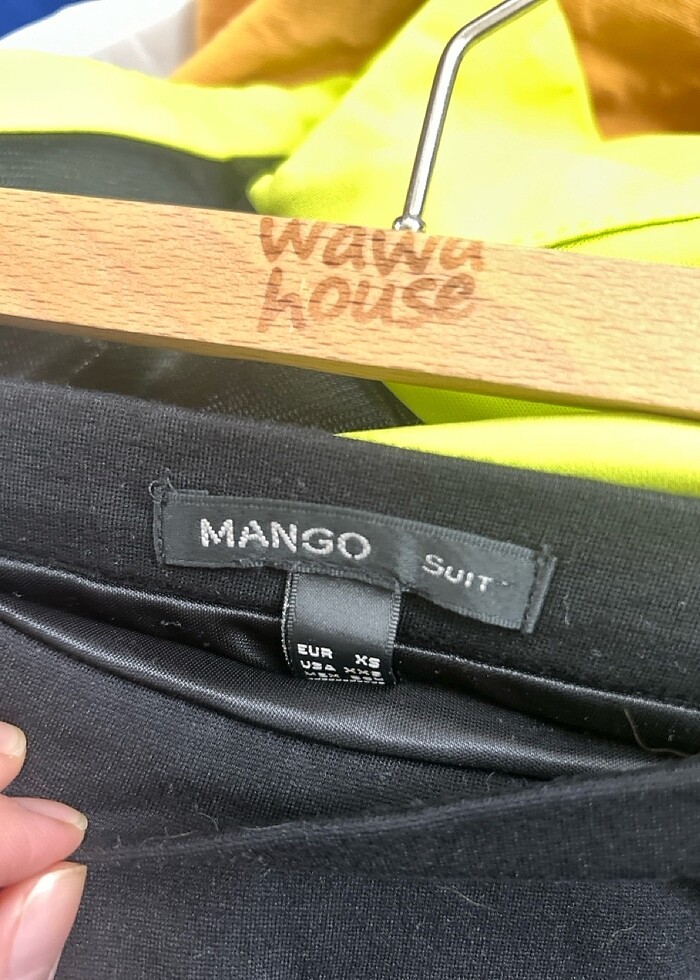 wawa
house
MANGO SUIT
EUR XS
USA XXS